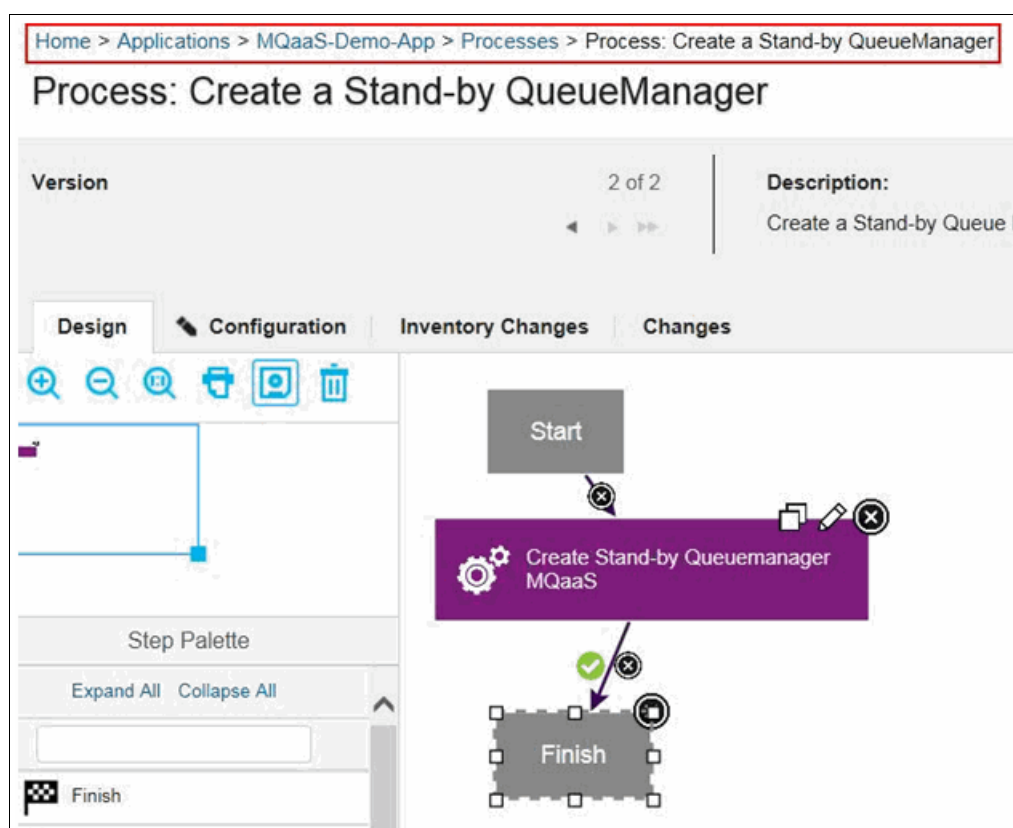 Home > Applications > MQaaS-Demo-App > Processes > Process: Create a Stand-by QueueManager
Process: Create a Stand-by QueueManager
Version
2 of 2
Description:
Create a Stand-by Queue
Design
Configuration
Inventory Changes
Changes
Start
Create Stand-by Queuemanager
MQaaS
Step Palette
Expand All
Collapse All
Finish
Finish